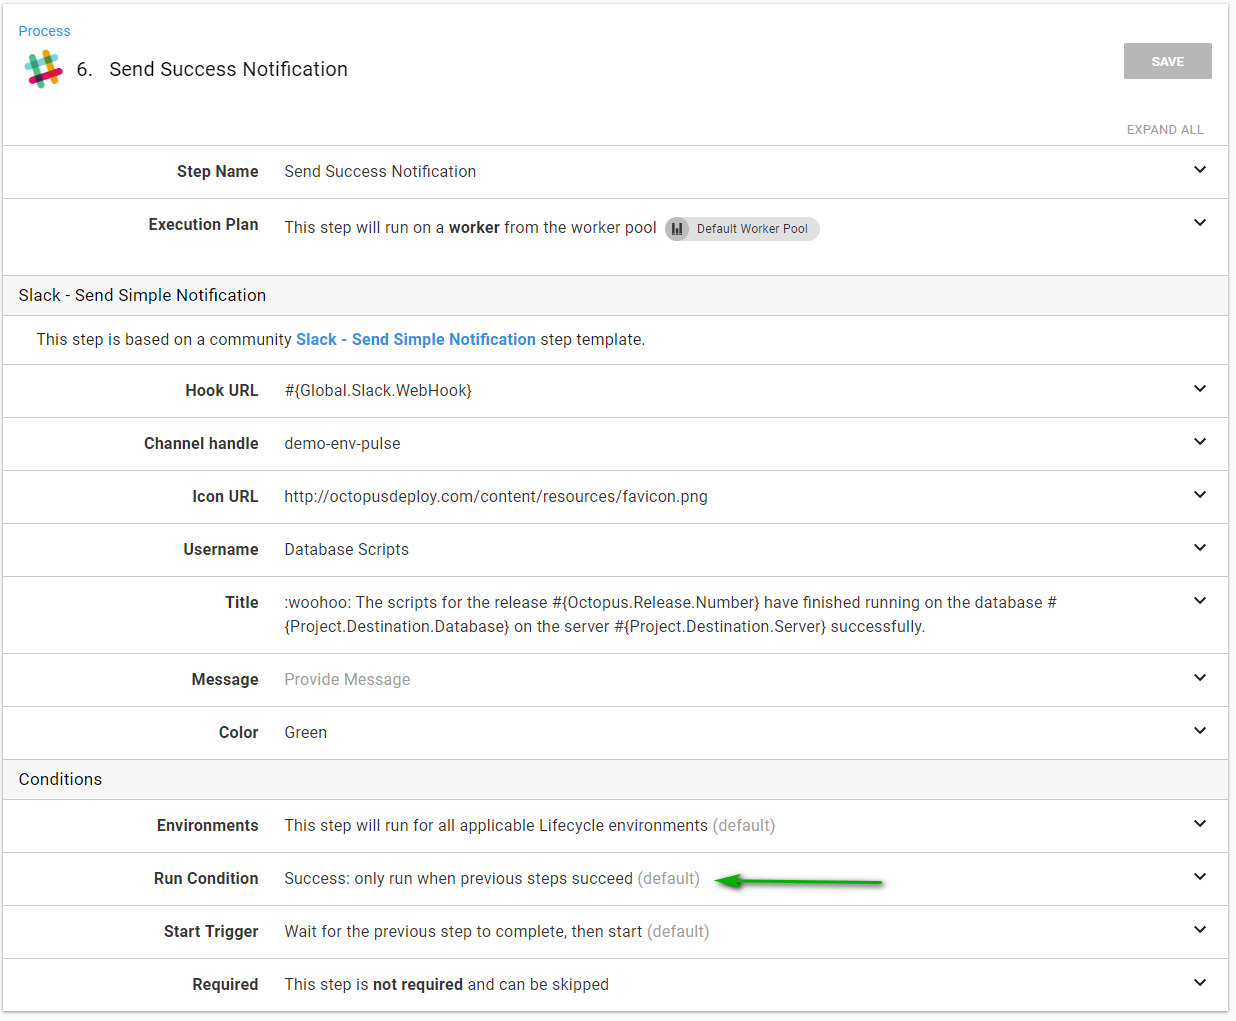 Process
6. Send Success Notification
SAVE
EXPAND ALL
Step Name Send Success Notification
Execution Plan This step will run on a worker from the worker pool Default Worker Pool
Slack - Send Simple Notification
This step is based on a community Slack - Send Simple Notification step template.
Hook URL #{Global.Slack.WebHook}
Channel handle demo-env-pulse
Icon URL http://octopusdeploy.com/content/resources/favicon.png
Username Database Scripts
Title :woohoo: The scripts for the release #{Octopus.Release.Number} have finished running on the database #
{Project.Destination.Database} on the server #{Project.Destination.Server} successfully.
Message Provide Message
Color Green
Conditions
Environments This step will run for all applicable Lifecycle environments (default)
Run Condition Success: only run when previous steps succeed (default)
Start Trigger Wait for the previous step to complete, then start (default)
Required This step is not required and can be skipped